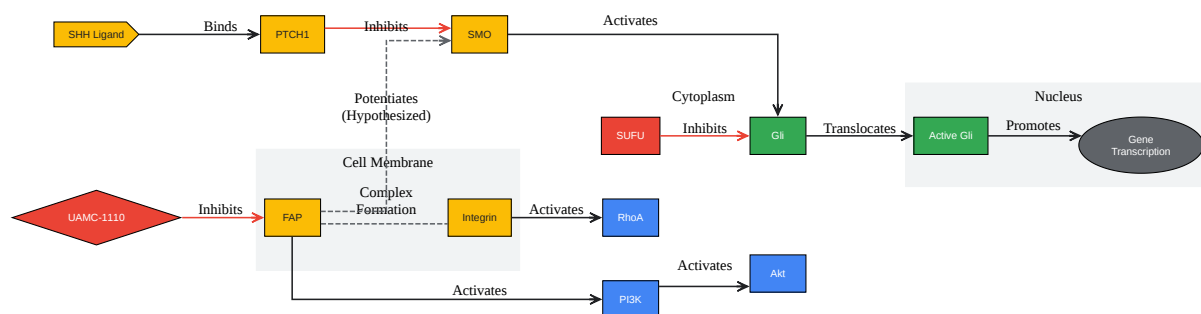 SHH Ligand
Binds
PTCH1
Inhibits
SMO
Activates
Potentiates
(Hypothesized)
Cytoplasm
Nucleus
SUFU
Inhibits
Gli
Translocates
Active Gli
Promotes
Gene
Transcription
Cell Membrane
Complex
Formation
UAMC-1110
Inhibits
FAP
Integrin
Activates
RhoA
Activates
PI3K
Activates
Akt